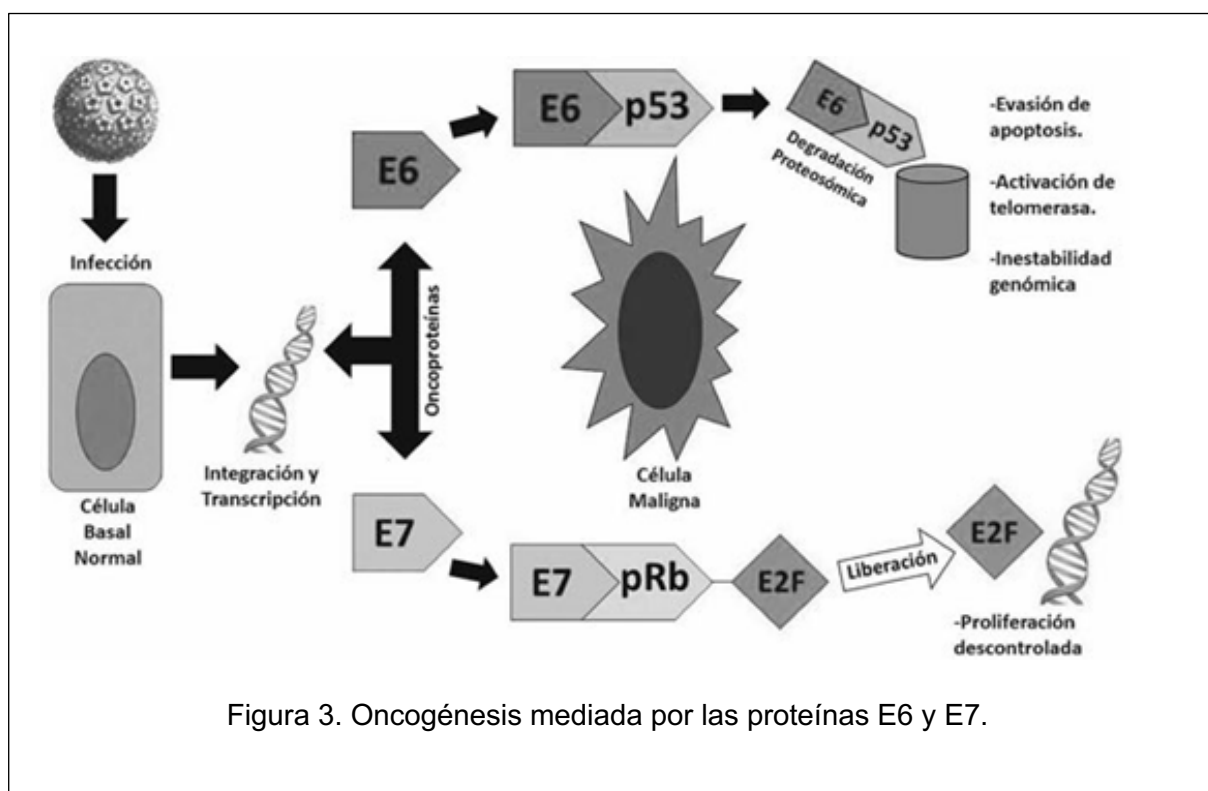 Infección
Célula
Basal
Normal
Integración y
Transcripción
Oncoproteínas
E6
E6
p53
E6
p53
Degradación
Proteosómica
-Evasión de
apoptosis.
-Activación de
telomerasa.
-Inestabilidad
genómica
Célula
Maligna
E7
E7
pRb
E2F
Liberación
E2F
-Proliferación
descontrolada
Figura 3. Oncogénesis mediada por las proteínas E6 y E7.